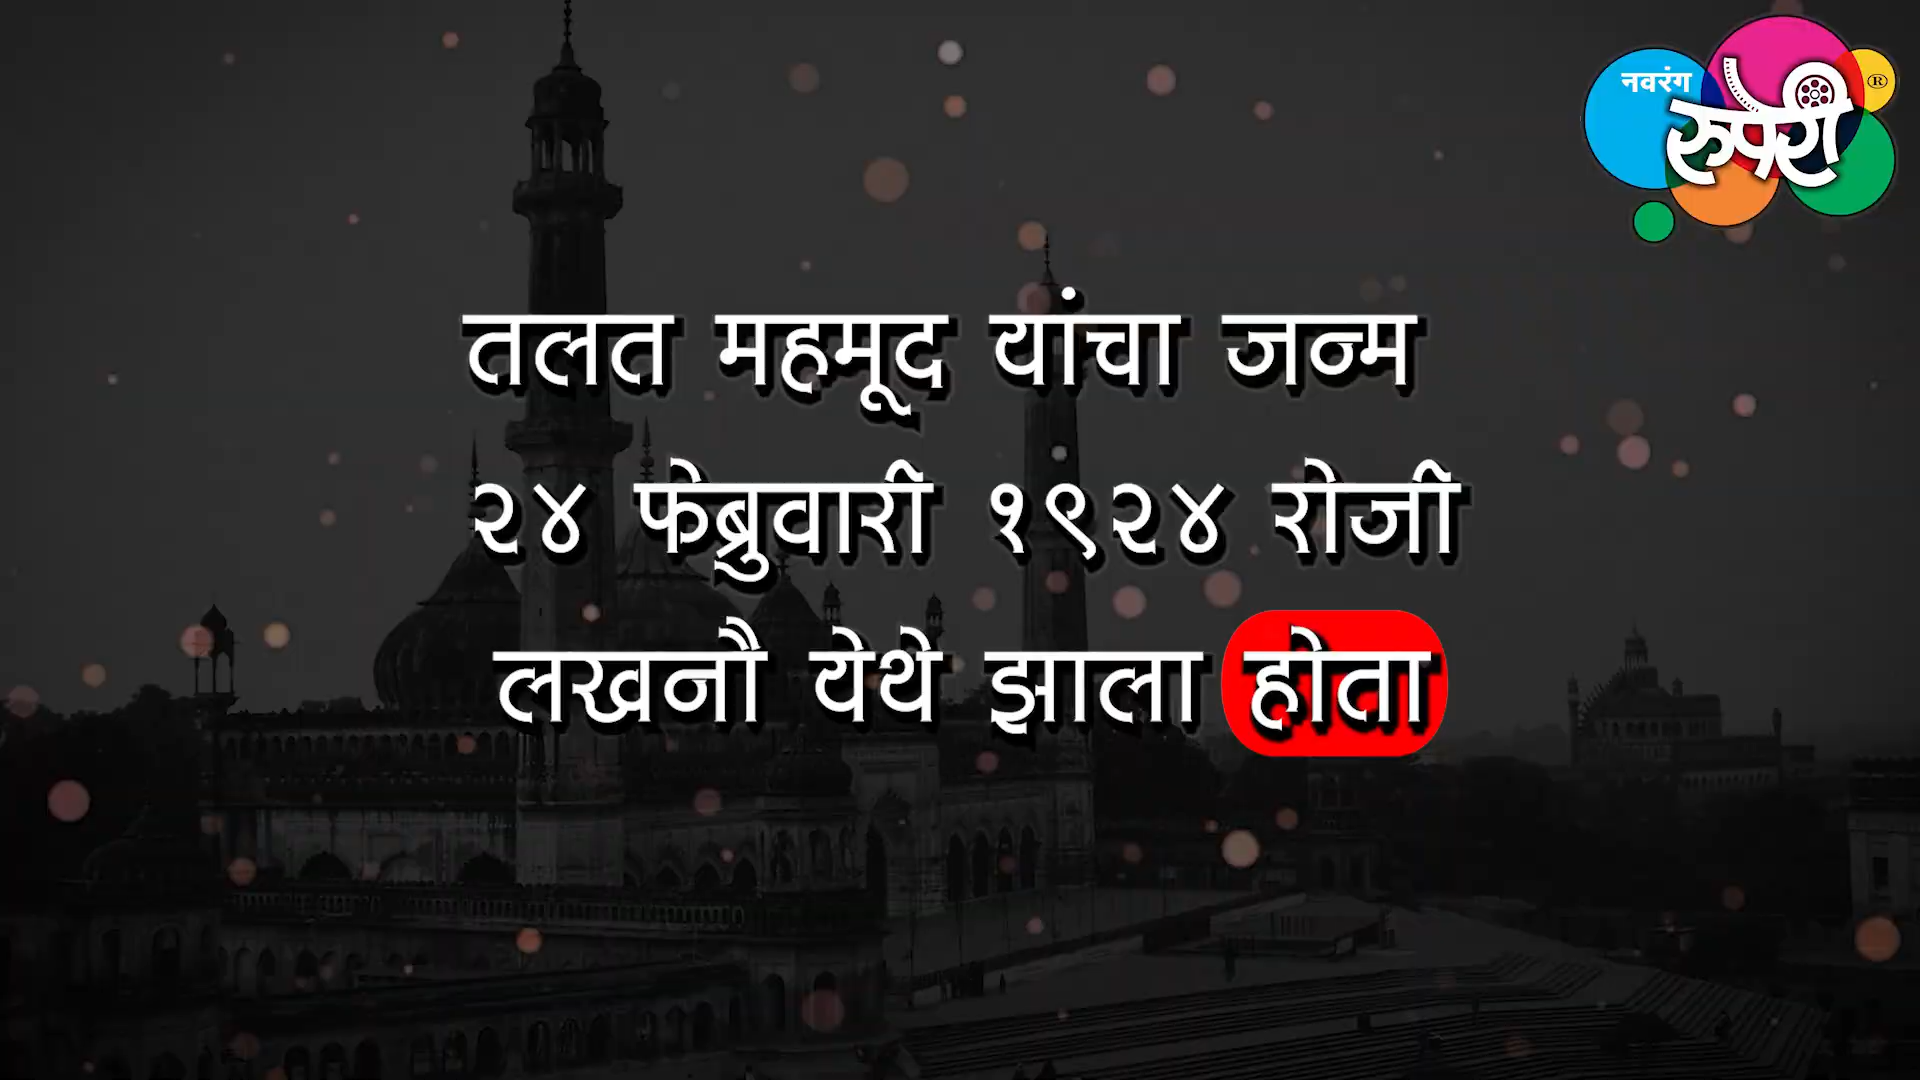 नवरंग
रुपेरी
®
तलत महमूद यांचा जन्म
२४ फेब्रुवारी १९२४ रोजी
लखनौ येथे झाला होता